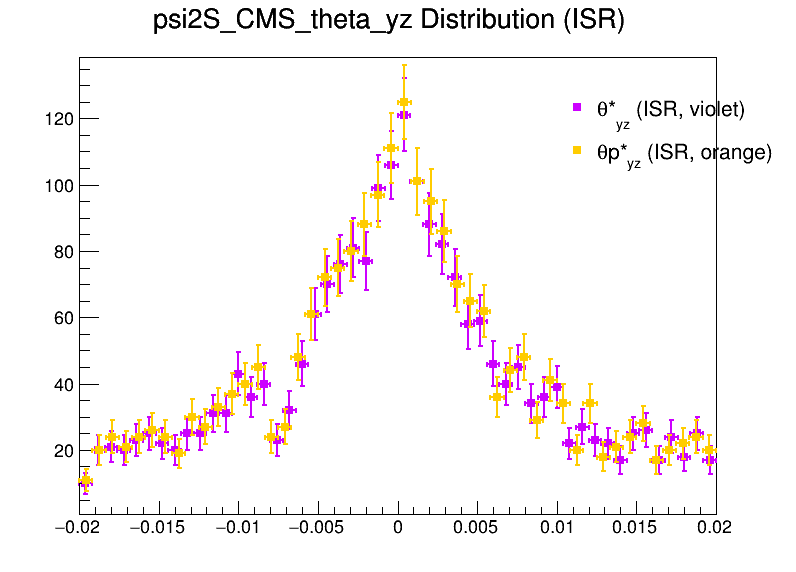 psi2S_CMS_theta_yz Distribution (ISR)
θ*yz (ISR, violet)
θp*yz (ISR, orange)
120
100
80
60
40
20
−0.02 −0.015 −0.01 −0.005 0 0.005 0.01 0.015 0.02